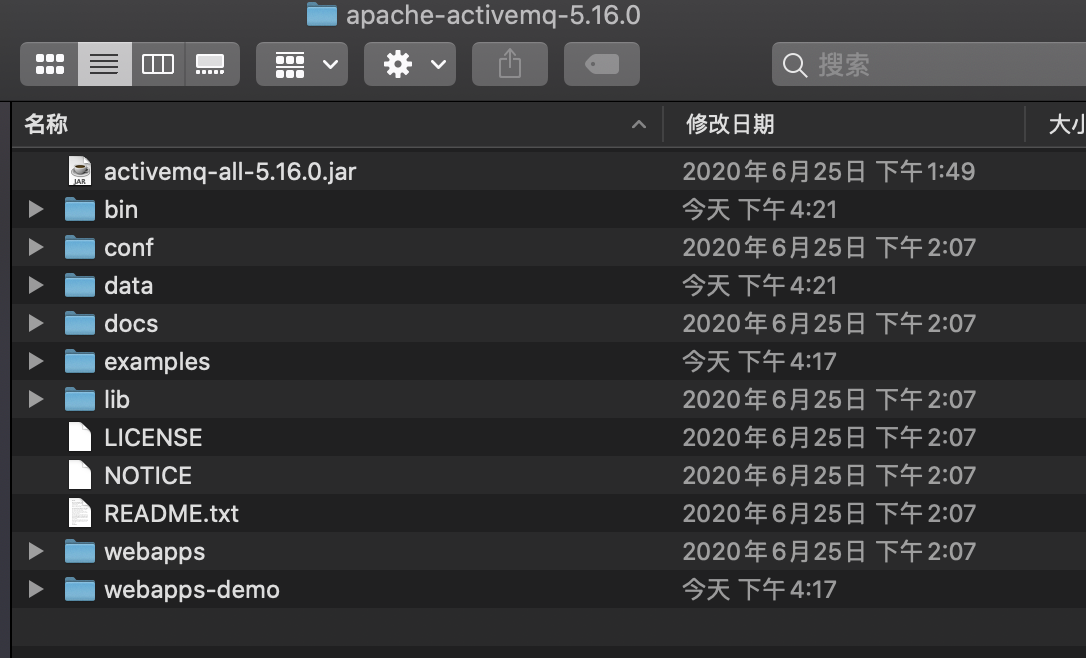 apache-activemq-5.16.0
搜索
名称 修改日期 大小
activemq-all-5.16.0.jar 2020年6月25日 下午1:49
bin 今天 下午4:21
conf 2020年6月25日 下午2:07
data 今天 下午4:21
docs 2020年6月25日 下午2:07
examples 今天 下午4:17
lib 2020年6月25日 下午2:07
LICENSE 2020年6月25日 下午2:07
NOTICE 2020年6月25日 下午2:07
README.txt 2020年6月25日 下午2:07
webapps 2020年6月25日 下午2:07
webapps-demo 今天 下午4:17